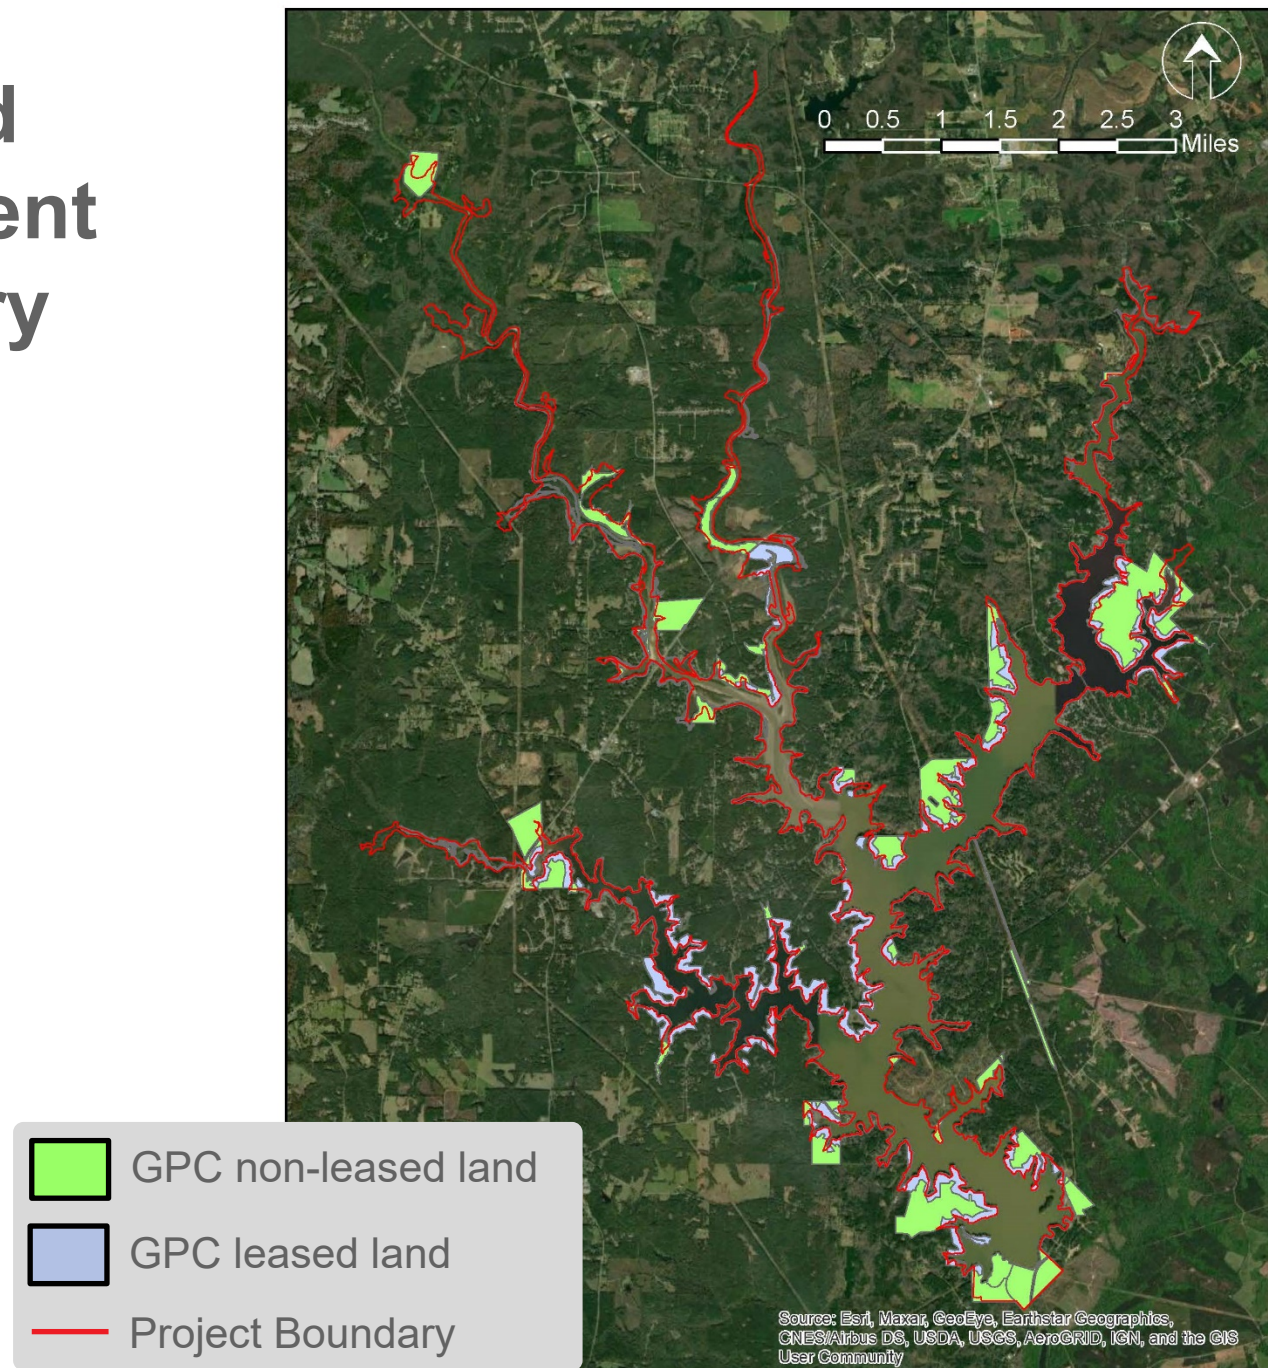 d
ent
ry
0 0.5 1 1.5 2 2.5 3
Miles
GPC non-leased land
GPC leased land
Project Boundary
Source: Esri, Maxar, GeoEye, Earthstar Geographics,
CNES/Airbus DS, USDA, USGS, AeroGRID, IGN, and the GIS
User Community